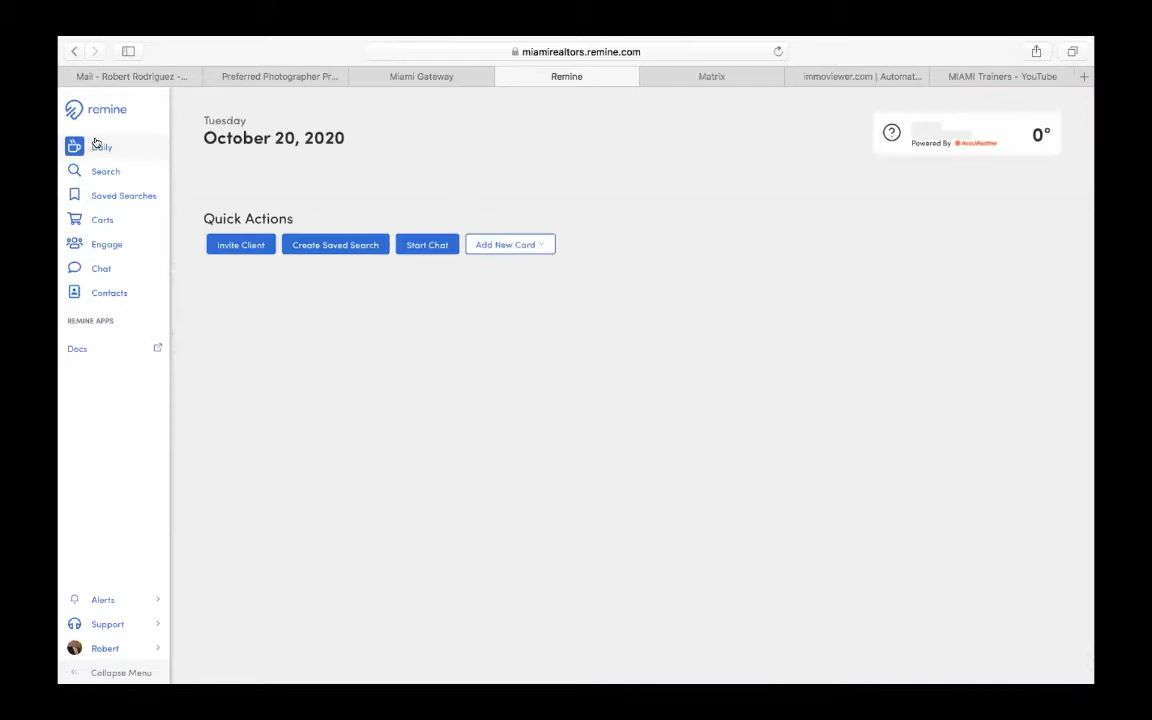 miamirealtors.remine.com
Mail - Robert Rodriguez -...
Preferred Photographer Pr...
Miami Gateway
Remine
Matrix
immoviewer.com | Automat...
MIAMI Trainers - YouTube
remine
Daily
Search
Saved Searches
Carts
Engage
Chat
Contacts
REMINE APPS
Docs
Alerts
Support
Robert
Collapse Menu
Tuesday
October 20, 2020
Powered By AccuWeather
0°
Quick Actions
Invite Client
Create Saved Search
Start Chat
Add New Card